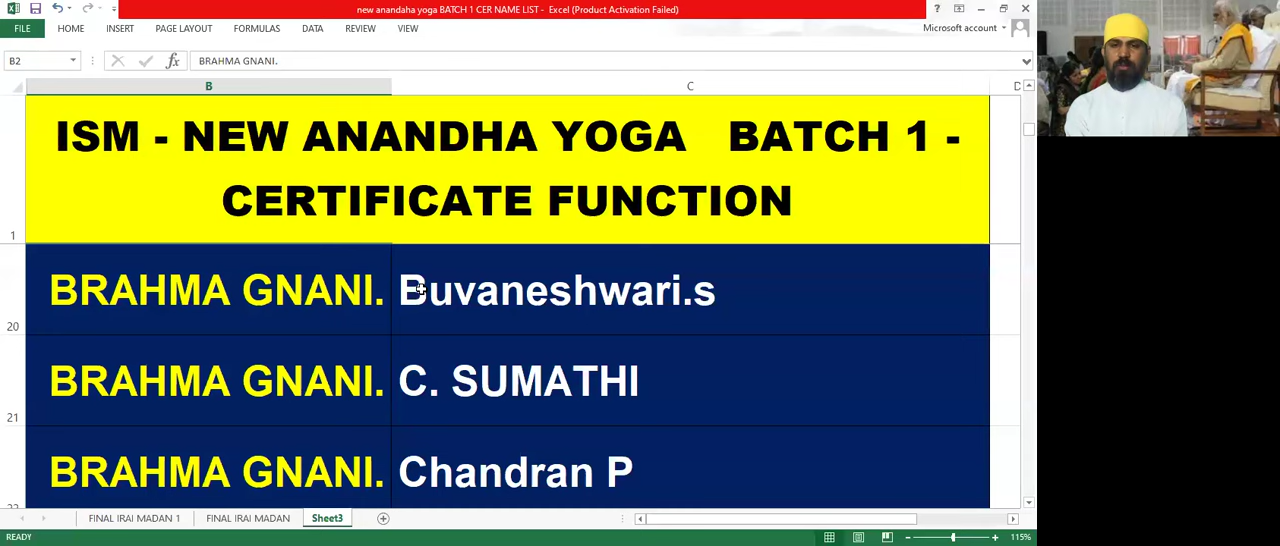 new anandaha yoga BATCH 1 CER NAME LIST - Excel (Product Activation Failed)
FILE HOME INSERT PAGE LAYOUT FORMULAS DATA REVIEW VIEW Microsoft account
B2 fx BRAHMA GNANI.
B C D
1 ISM - NEW ANANDHA YOGA BATCH 1 -
CERTIFICATE FUNCTION
20 BRAHMA GNANI. Buvaneshwari.s
21 BRAHMA GNANI. C. SUMATHI
BRAHMA GNANI. Chandran P
FINAL IRAI MADAN 1 FINAL IRAI MADAN Sheet3
READY 115%